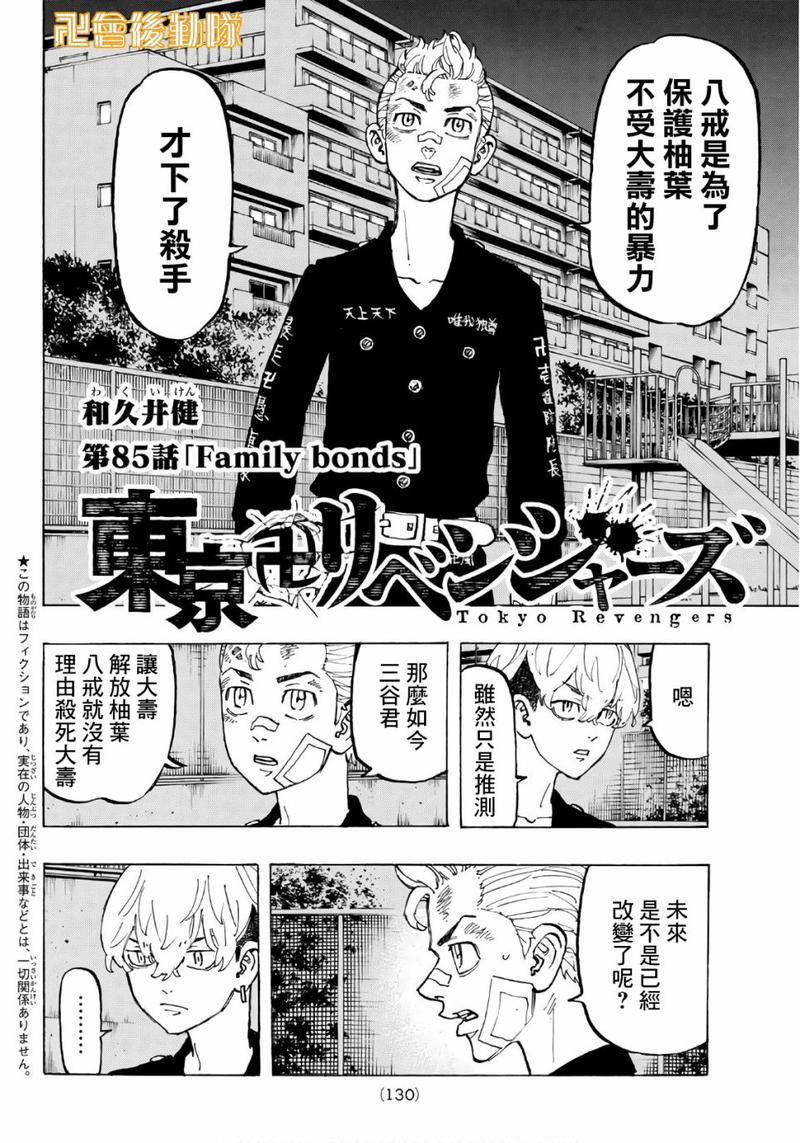 卍會後勤隊
八戒是為了
保護柚葉
不受大壽的暴力
才下了殺手
天上天下
唯我独尊
わくいけん
和久井健
第85話「Family bonds」
東京卍リベンジャーズ
Tokyo Revengers
嗯
雖然只是推測
那麼如今
三谷君
讓大壽
解放柚葉
八戒就沒有
理由殺死大壽
未來
是不是已經
改變了呢?
………
★この物語はフィクションであり、実在の人物・団体・出来事などとは、一切関係ありません。
(130)